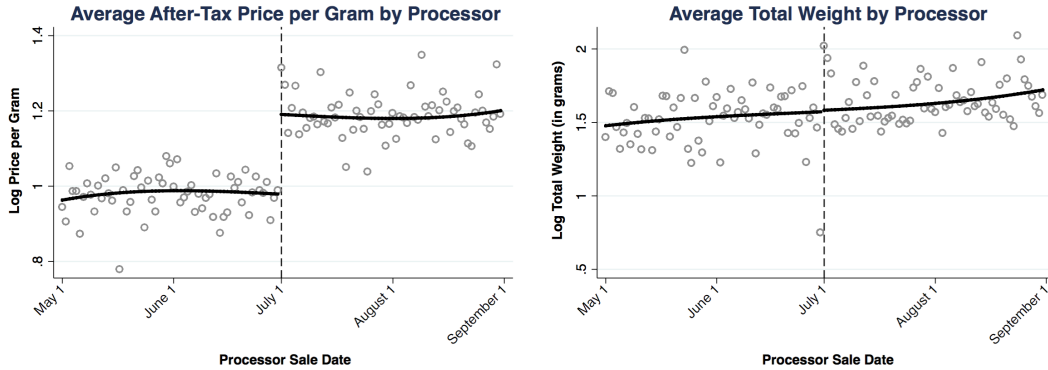 Average After-Tax Price per Gram by Processor
Log Price per Gram
1.4
1.2
1
.8
May 1
June 1
July 1
August 1
September 1
Processor Sale Date
Average Total Weight by Processor
Log Total Weight (in grams)
2
1.5
1
.5
May 1
June 1
July 1
August 1
September 1
Processor Sale Date